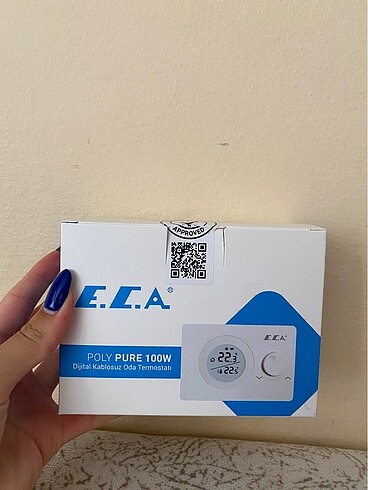 APPROVED
E.C.A®
POLY PURE 100W
Dijital Kablosuz Oda Termostatı
E.C.A
22.3
22.5